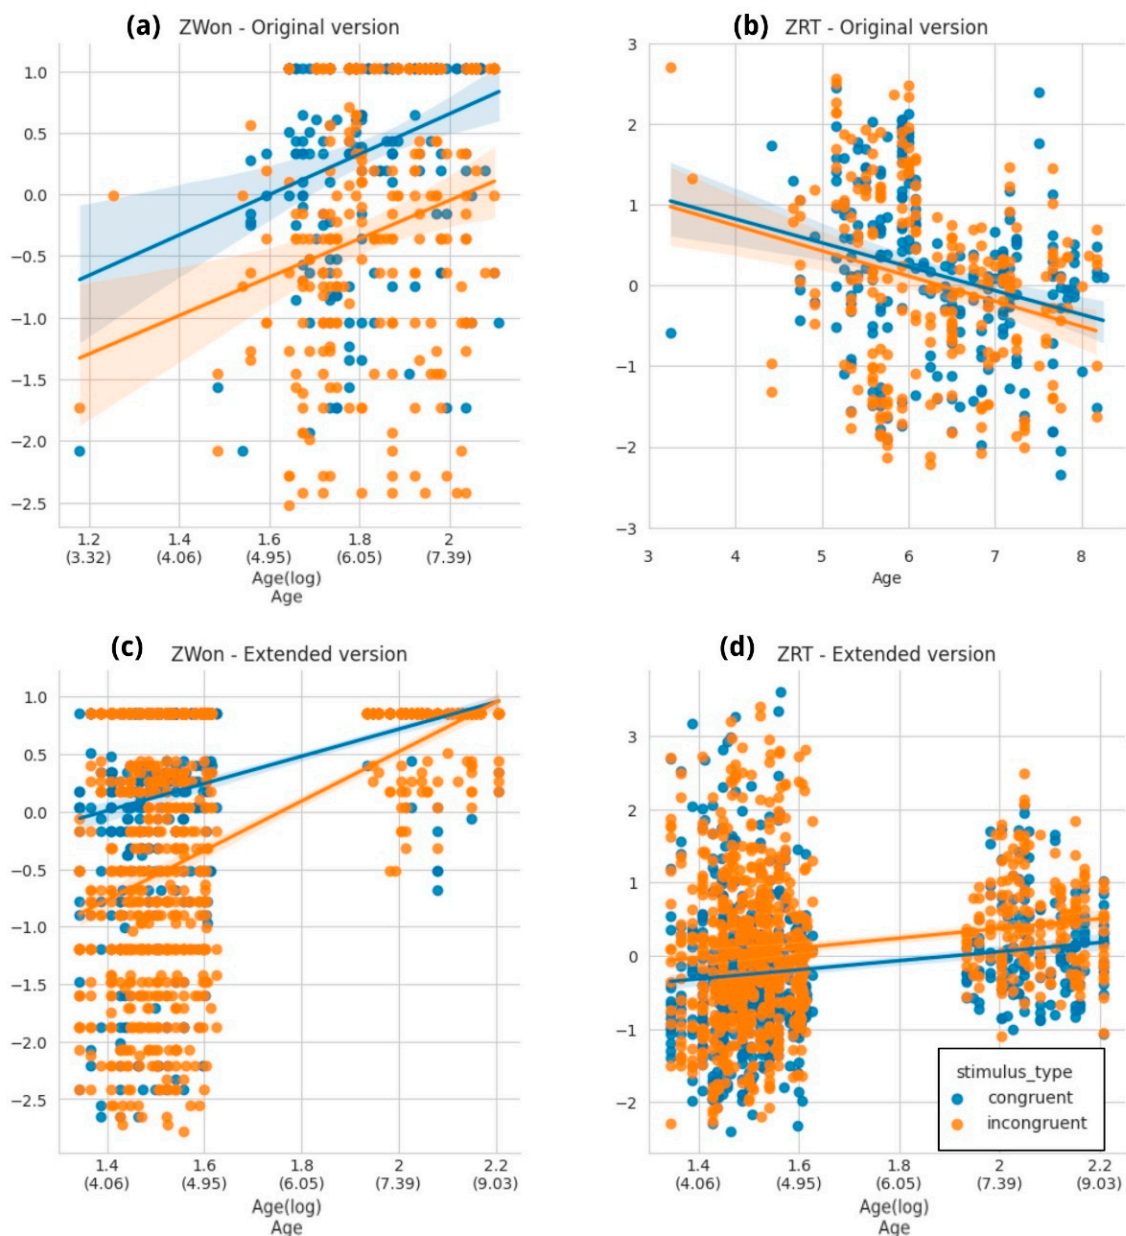 (a) ZWon - Original version
1.0
0.5
0.0
−0.5
−1.0
−1.5
−2.0
−2.5
1.2 1.4 1.6 1.8 2
(3.32) (4.06) (4.95) (6.05) (7.39)
Age(log)
Age
(b) ZRT - Original version
3
2
1
0
−1
−2
−3
3 4 5 6 7 8
Age
(c) ZWon - Extended version
1.0
0.5
0.0
−0.5
−1.0
−1.5
−2.0
−2.5
1.4 1.6 1.8 2 2.2
(4.06) (4.95) (6.05) (7.39) (9.03)
Age(log)
Age
(d) ZRT - Extended version
3
2
1
0
−1
−2
stimulus_type
congruent
incongruent
1.4 1.6 1.8 2 2.2
(4.06) (4.95) (6.05) (7.39) (9.03)
Age(log)
Age